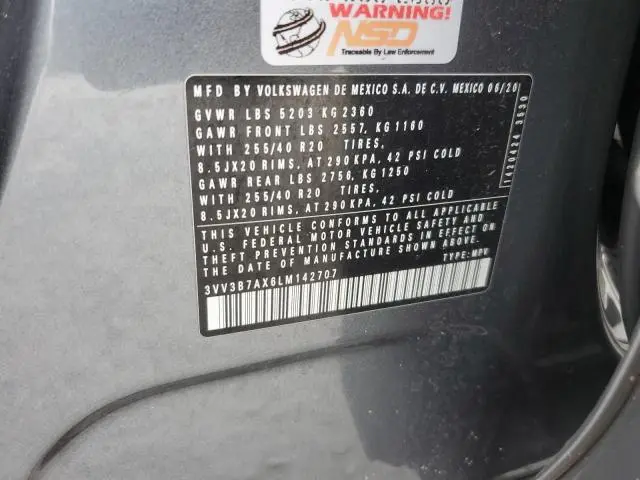 WARNING!
NSD
Traceable By Law Enforcement
MFD BY VOLKSWAGEN DE MEXICO S.A. DE C.V. MEXICO 06/20
GVWR LBS 5203 KG 2360
GAWR FRONT LBS 2557, KG 1160
WITH 255/40 R20 TIRES,
8.5JX20 RIMS, AT 290 KPA, 42 PSI COLD
GAWR REAR LBS 2756, KG 1250
WITH 255/40 R20 TIRES,
8.5JX20 RIMS, AT 290 KPA, 42 PSI COLD
THIS VEHICLE CONFORMS TO ALL APPLICABLE
U.S. FEDERAL MOTOR VEHICLE SAFETY AND
THEFT PREVENTION STANDARDS IN EFFECT ON
DATE OF MANUFACTURE SHOWN ABOVE.
TYPE: MPV
3VV3B7AX6LM142707
1420424 3530